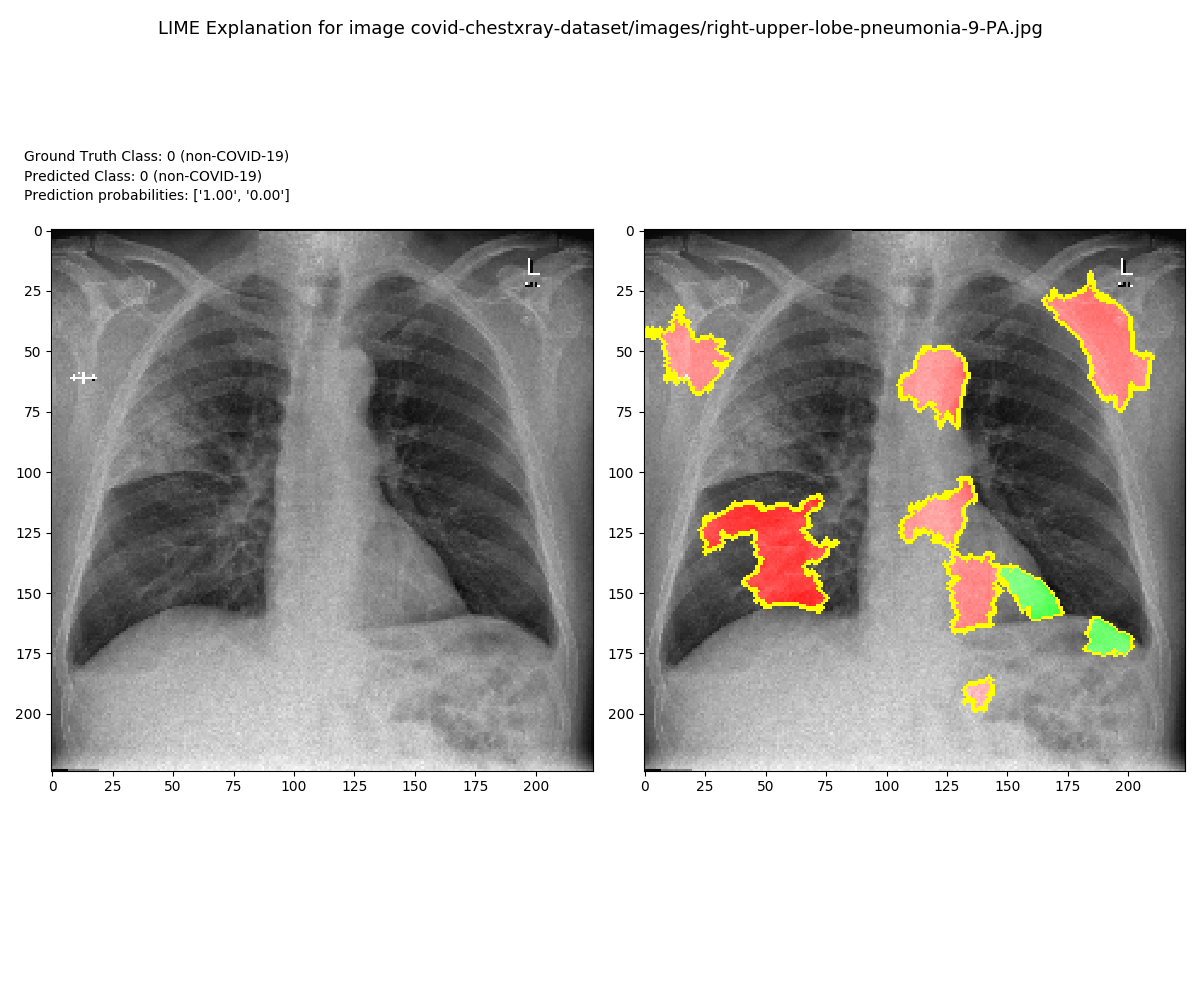 LIME Explanation for image covid-chestxray-dataset/images/right-upper-lobe-pneumonia-9-PA.jpg
Ground Truth Class: 0 (non-COVID-19)
Predicted Class: 0 (non-COVID-19)
Prediction probabilities: ['1.00', '0.00']
0
25
50
75
100
125
150
175
200
0 25 50 75 100 125 150 175 200
L
0
25
50
75
100
125
150
175
200
0 25 50 75 100 125 150 175 200
L